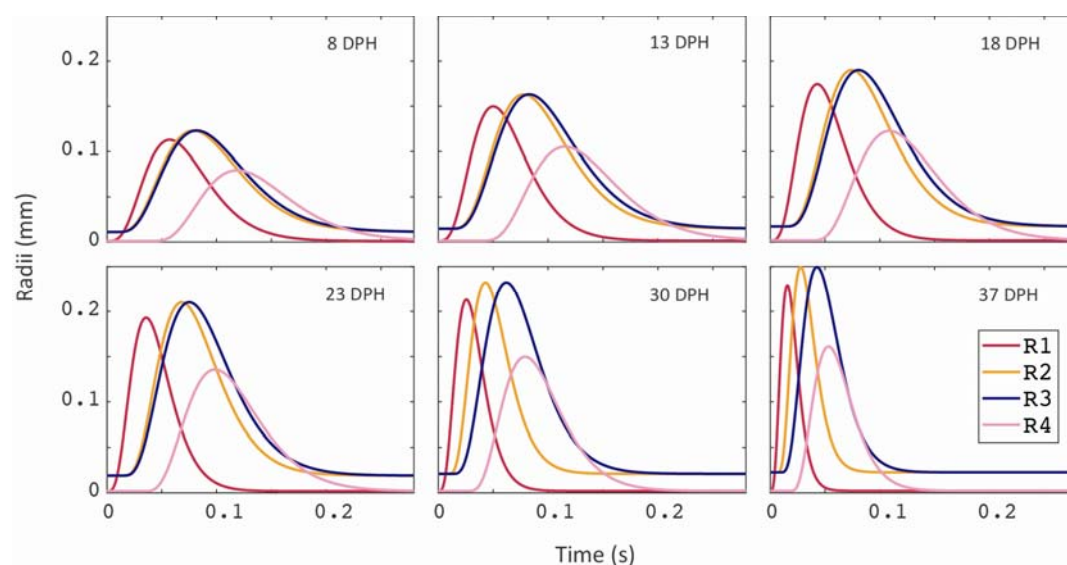 8 DPH
13 DPH
18 DPH
0.2
0.1
0
Radii (mm)
23 DPH
30 DPH
37 DPH
0.2
0.1
0
R1
R2
R3
R4
0 0.1 0.2 0 0.1 0.2 0 0.1 0.2
Time (s)